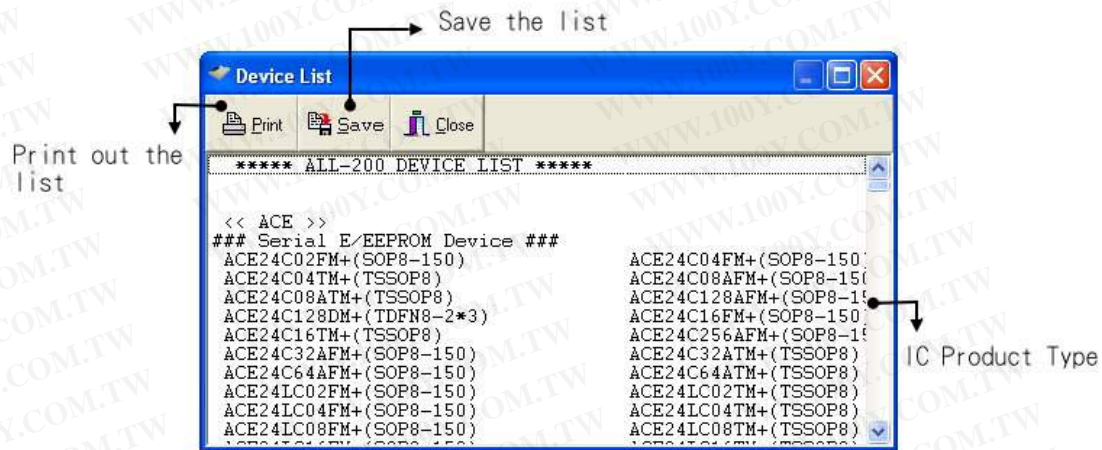 Save the list
Device List
Print Save Close
Print out the
list
***** ALL-200 DEVICE LIST *****
<< ACE >>
### Serial E/EEPROM Device ###
ACE24C02FM+(SOP8-150) ACE24C04FM+(SOP8-150)
ACE24C04TM+(TSSOP8) ACE24C08AFM+(SOP8-15
ACE24C08ATM+(TSSOP8) ACE24C128AFM+(SOP8-1
ACE24C128DM+(TDFN8-2*3) ACE24C16FM+(SOP8-150)
ACE24C16TM+(TSSOP8) ACE24C256AFM+(SOP8-1
ACE24C32AFM+(SOP8-150) ACE24C32ATM+(TSSOP8)
ACE24C64AFM+(SOP8-150) ACE24C64ATM+(TSSOP8)
ACE24LC02FM+(SOP8-150) ACE24LC02TM+(TSSOP8)
ACE24LC04FM+(SOP8-150) ACE24LC04TM+(TSSOP8)
ACE24LC08FM+(SOP8-150) ACE24LC08TM+(TSSOP8)
IC Product Type
WWW.100Y.COM.TW